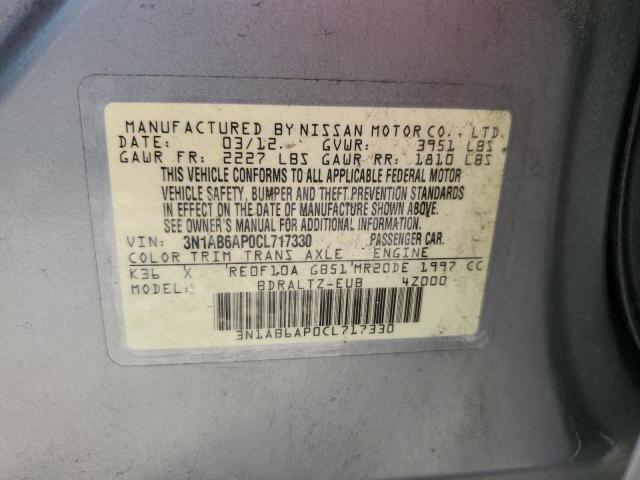 MANUFACTURED BY NISSAN MOTOR CO., LTD.
DATE: 03/12. GVWR: 3951 LBS
GAWR FR: 2227 LBS GAWR RR: 1810 LBS
THIS VEHICLE CONFORMS TO ALL APPLICABLE FEDERAL MOTOR
VEHICLE SAFETY, BUMPER AND THEFT PREVENTION STANDARDS
IN EFFECT ON THE DATE OF MANUFACTURE SHOWN ABOVE.
SEE OWNER'S MANUAL FOR ADDITIONAL INFORMATION.
VIN: 3N1AB6AP0CL717330 PASSENGER CAR.
COLOR TRIM TRANS AXLE ENGINE
K36 X RE0F10A GB51 MR20DE 1997 CC
MODEL: BDRALTZ-EUB 4Z000
3N1AB6AP0CL717330